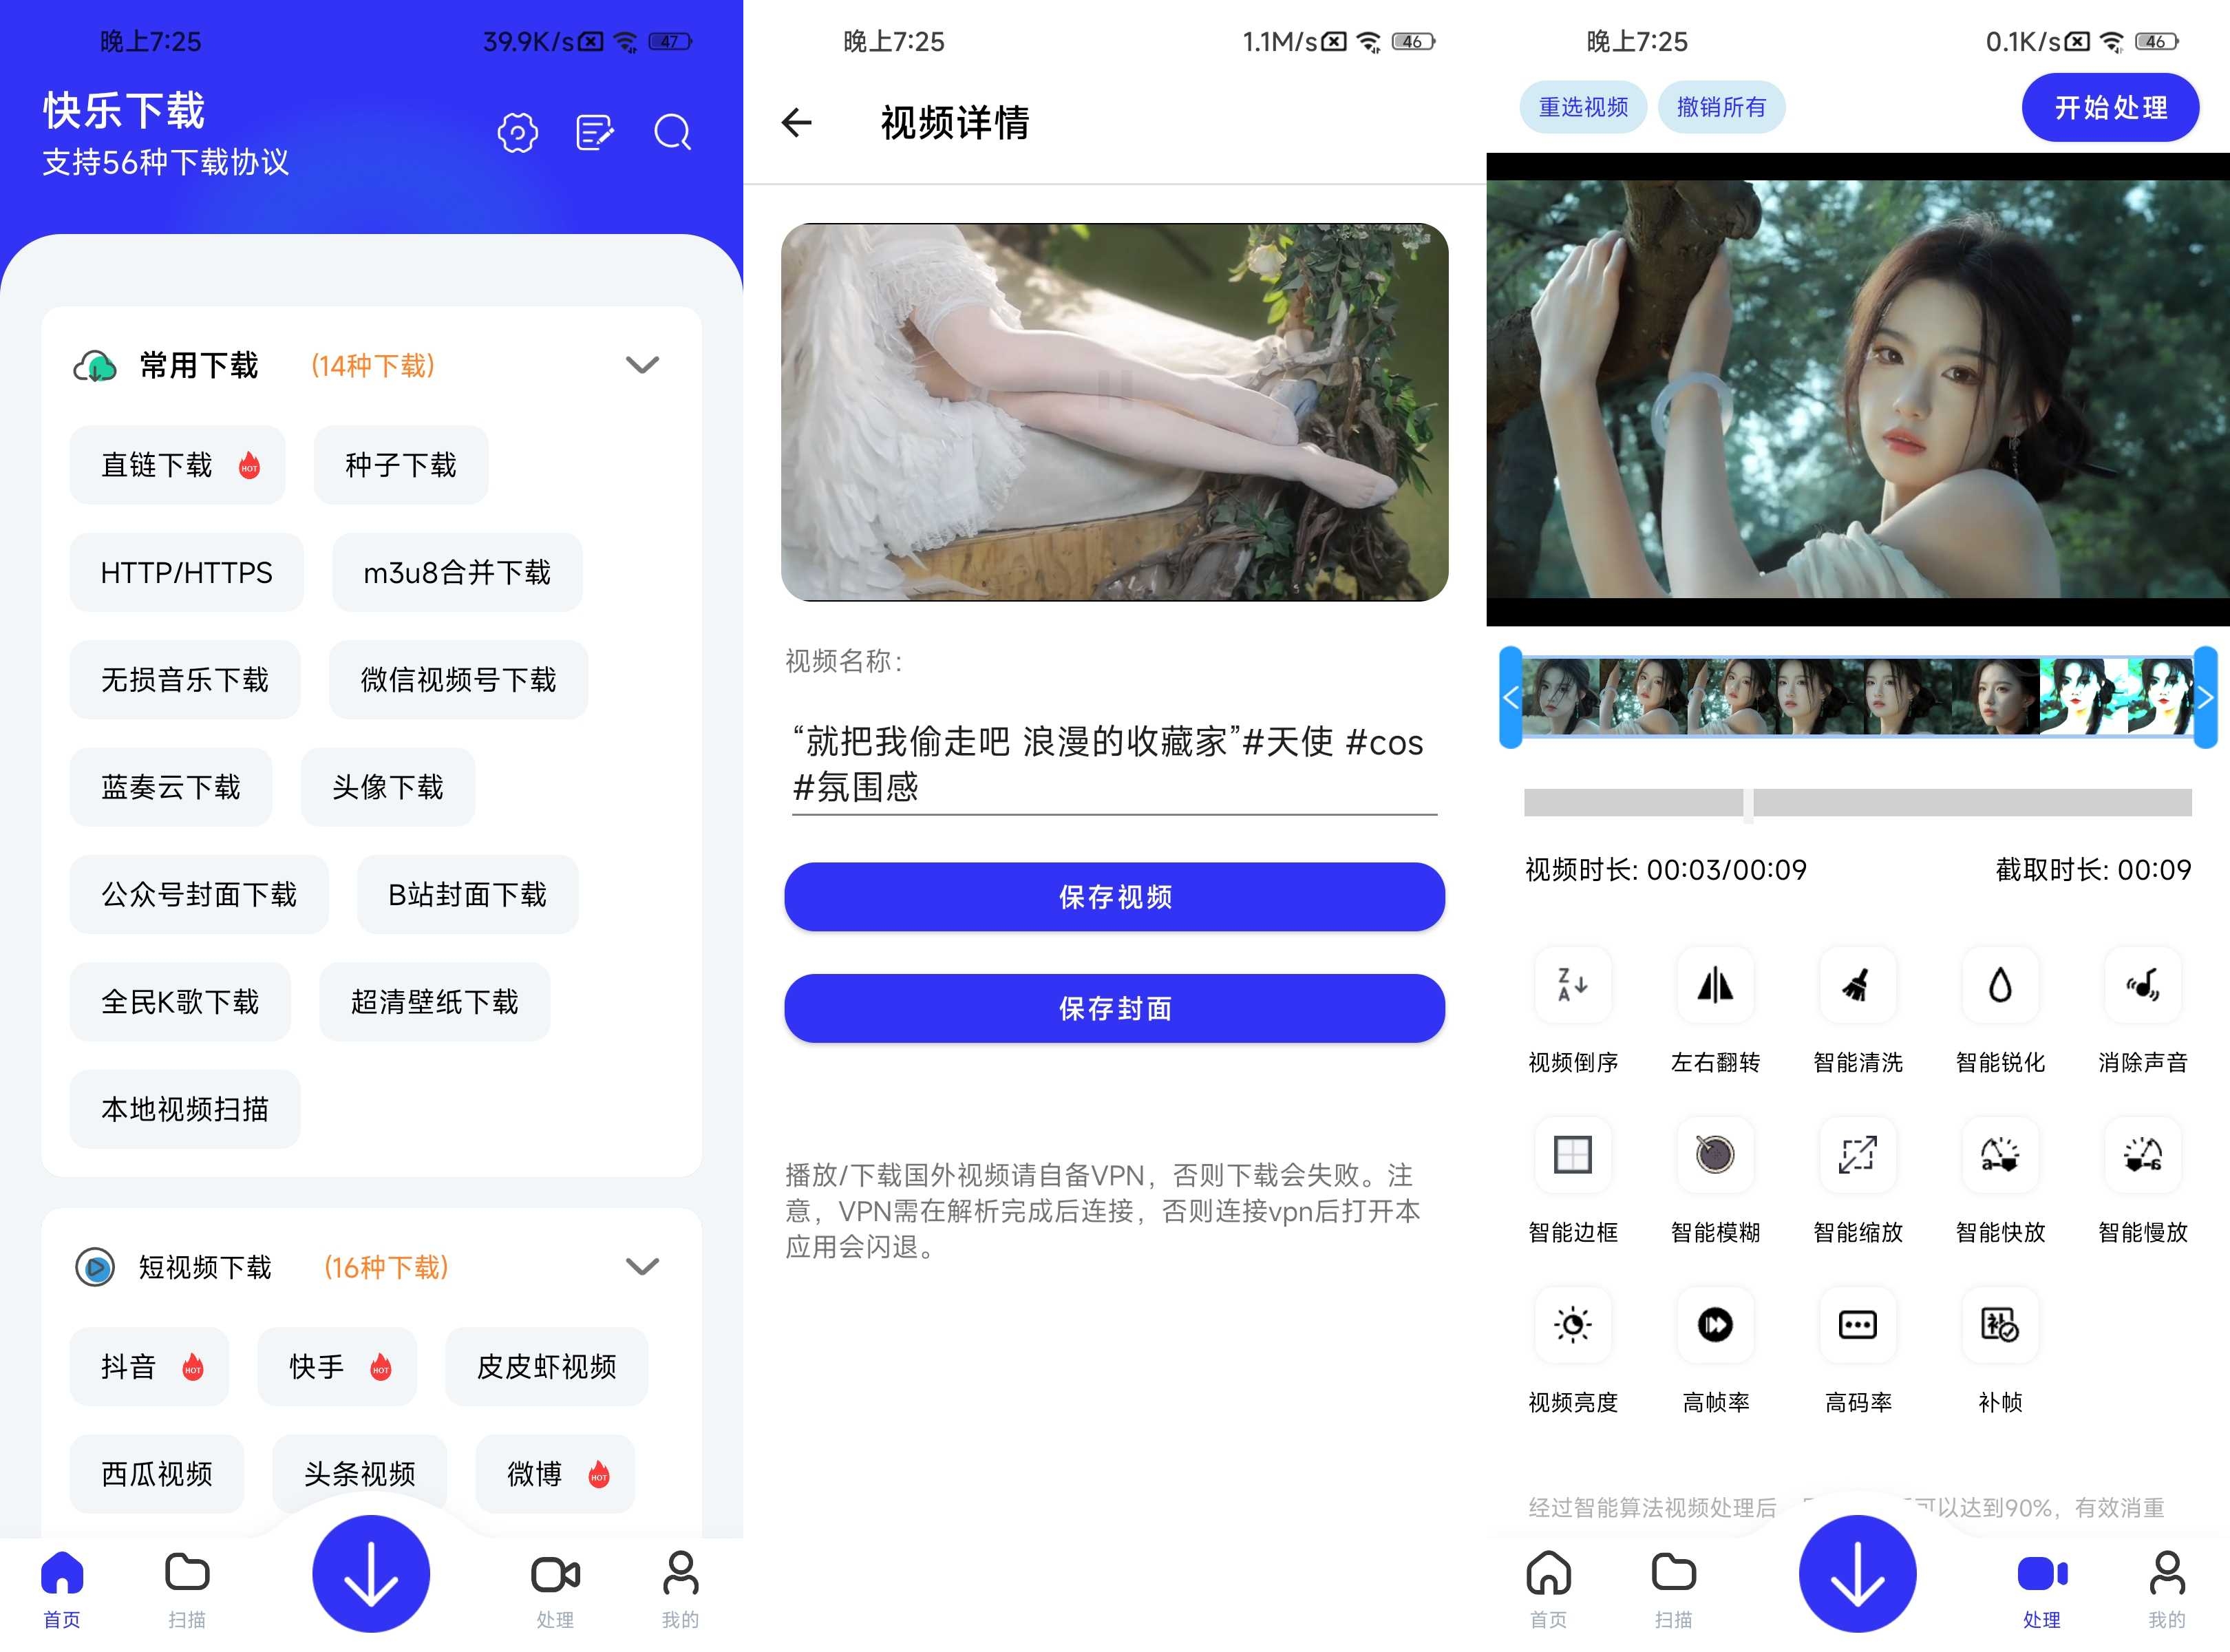 晚上7:25
39.9K/s
47
快乐下载
支持56种下载协议
常用下载
(14种下载)
直链下载
HOT
种子下载
HTTP/HTTPS
m3u8合并下载
无损音乐下载
微信视频号下载
蓝奏云下载
头像下载
公众号封面下载
B站封面下载
全民K歌下载
超清壁纸下载
本地视频扫描
短视频下载
(16种下载)
抖音
HOT
快手
HOT
皮皮虾视频
西瓜视频
头条视频
微博
HOT
首页
扫描
处理
我的
晚上7:25
1.1M/s
46
视频详情
视频名称：
“就把我偷走吧 浪漫的收藏家”#天使 #cos
#氛围感
保存视频
保存封面
播放/下载国外视频请自备VPN，否则下载会失败。注
意，VPN需在解析完成后连接，否则连接vpn后打开本
应用会闪退。
晚上7:25
0.1K/s
46
重选视频
撤销所有
开始处理
视频时长: 00:03/00:09
截取时长: 00:09
Z
A
视频倒序
左右翻转
智能清洗
智能锐化
消除声音
智能边框
智能模糊
智能缩放
智能快放
智能慢放
视频亮度
高帧率
高码率
补
补帧
经过智能算法视频处理后
可以达到90%，有效消重
首页
扫描
处理
我的